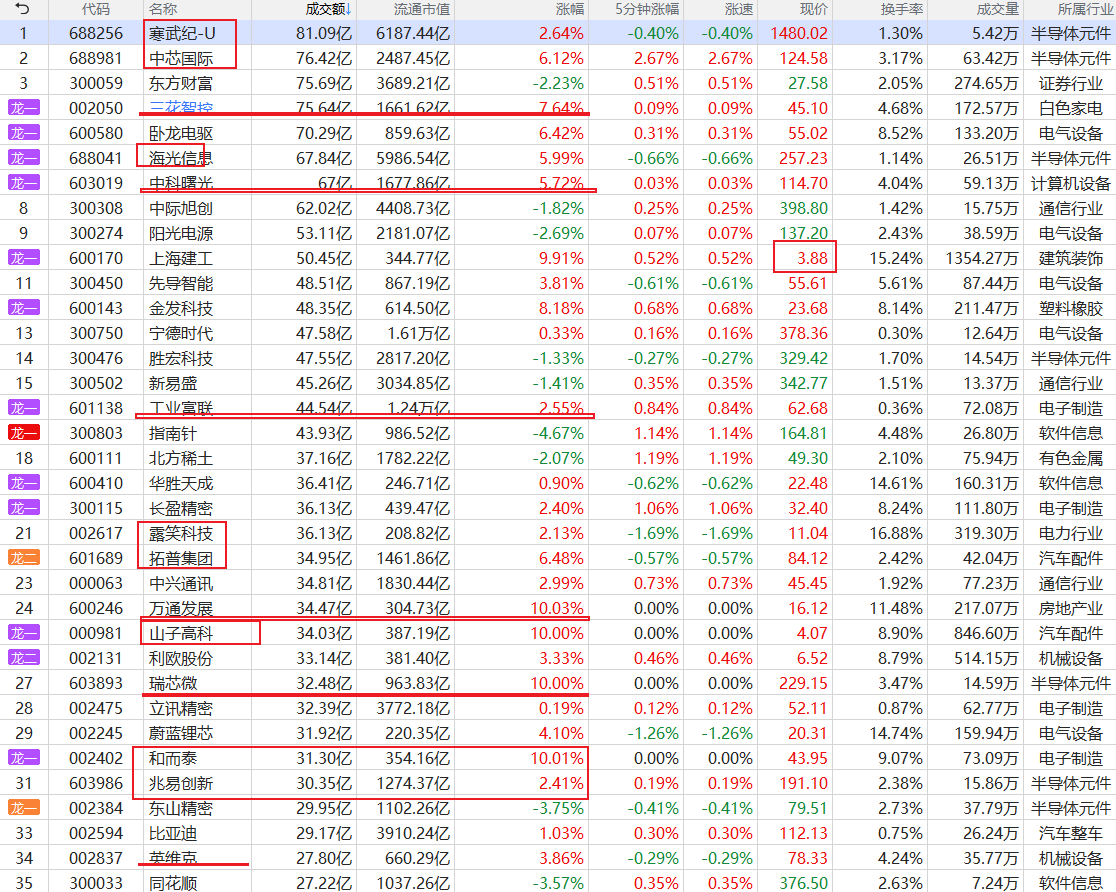 代码 名称 成交额↓ 流通市值 涨幅 5分钟涨幅 涨速 现价 换手率 成交量 所属行业
1 688256 寒武纪-U 81.09亿 6187.44亿 2.64% -0.40% -0.40% 1480.02 1.30% 5.42万 半导体元件
2 688981 中芯国际 76.42亿 2487.45亿 6.12% 2.67% 2.67% 124.58 3.17% 63.42万 半导体元件
3 300059 东方财富 75.69亿 3689.21亿 -2.23% 0.51% 0.51% 27.58 2.05% 274.65万 证券行业
龙一 002050 三花智控 75.64亿 1661.62亿 7.64% 0.09% 0.09% 45.10 4.68% 172.57万 白色家电
龙一 600580 卧龙电驱 70.29亿 859.63亿 6.42% 0.31% 0.31% 55.02 8.52% 133.20万 电气设备
龙一 688041 海光信息 67.84亿 5986.54亿 5.99% -0.66% -0.66% 257.23 1.14% 26.51万 半导体元件
龙一 603019 中科曙光 67亿 1677.86亿 5.72% 0.03% 0.03% 114.70 4.04% 59.13万 计算机设备
8 300308 中际旭创 62.02亿 4408.73亿 -1.82% 0.25% 0.25% 398.80 1.42% 15.75万 通信行业
9 300274 阳光电源 53.11亿 2181.07亿 -2.69% 0.07% 0.07% 137.20 2.43% 38.59万 电气设备
龙一 600170 上海建工 50.45亿 344.77亿 9.91% 0.52% 0.52% 3.88 15.24% 1354.27万 建筑装饰
11 300450 先导智能 48.51亿 867.19亿 3.81% -0.61% -0.61% 55.61 5.61% 87.44万 电气设备
龙一 600143 金发科技 48.35亿 614.50亿 8.18% 0.68% 0.68% 23.68 8.14% 211.47万 塑料橡胶
13 300750 宁德时代 47.58亿 1.61万亿 0.33% 0.16% 0.16% 378.36 0.30% 12.64万 电气设备
14 300476 胜宏科技 47.55亿 2817.20亿 -1.33% -0.27% -0.27% 329.42 1.70% 14.54万 半导体元件
15 300502 新易盛 45.26亿 3034.85亿 -1.41% 0.35% 0.35% 342.77 1.51% 13.37万 通信行业
龙一 601138 工业富联 44.54亿 1.24万亿 2.55% 0.84% 0.84% 62.68 0.36% 72.08万 电子制造
龙一 300803 指南针 43.93亿 986.52亿 -4.67% 1.14% 1.14% 164.81 4.48% 26.80万 软件信息
18 600111 北方稀土 37.16亿 1782.22亿 -2.07% 1.19% 1.19% 49.30 2.10% 75.94万 有色金属
龙一 600410 华胜天成 36.41亿 246.71亿 0.90% -0.62% -0.62% 22.48 14.61% 160.31万 软件信息
龙一 300115 长盈精密 36.13亿 439.47亿 2.40% 1.06% 1.06% 32.40 8.24% 111.80万 电子制造
21 002617 露笑科技 36.13亿 208.82亿 2.13% -1.69% -1.69% 11.04 16.88% 319.30万 电力行业
龙二 601689 拓普集团 34.95亿 1461.86亿 6.48% -0.57% -0.57% 84.12 2.42% 42.04万 汽车配件
23 000063 中兴通讯 34.81亿 1830.44亿 2.99% 0.73% 0.73% 45.45 1.92% 77.23万 通信行业
24 600246 万通发展 34.47亿 304.73亿 10.03% 0.00% 0.00% 16.12 11.48% 217.07万 房地产业
龙一 000981 山子高科 34.03亿 387.19亿 10.00% 0.00% 0.00% 4.07 8.90% 846.60万 汽车配件
龙二 002131 利欧股份 33.14亿 381.40亿 3.33% 0.46% 0.46% 6.52 8.79% 514.15万 机械设备
27 603893 瑞芯微 32.48亿 963.83亿 10.00% 0.00% 0.00% 229.15 3.47% 14.59万 半导体元件
28 002475 立讯精密 32.39亿 3772.18亿 0.19% 0.12% 0.12% 52.11 0.87% 62.77万 电子制造
29 002245 蔚蓝锂芯 31.92亿 220.35亿 4.10% -1.26% -1.26% 20.31 14.74% 159.94万 电气设备
龙一 002402 和而泰 31.30亿 354.16亿 10.01% 0.00% 0.00% 43.95 9.07% 73.09万 电子制造
31 603986 兆易创新 30.35亿 1274.37亿 2.41% 0.19% 0.19% 191.10 2.38% 15.86万 半导体元件
龙一 002384 东山精密 29.95亿 1102.26亿 -3.75% -0.41% -0.41% 79.51 2.73% 37.79万 半导体元件
33 002594 比亚迪 29.17亿 3910.24亿 1.03% 0.30% 0.30% 112.13 0.75% 26.24万 汽车整车
34 002837 英维克 27.80亿 660.29亿 3.86% -0.29% -0.29% 78.33 4.24% 35.77万 机械设备
35 300033 同花顺 27.22亿 1037.26亿 -3.57% 0.35% 0.35% 376.50 2.63% 7.24万 软件信息